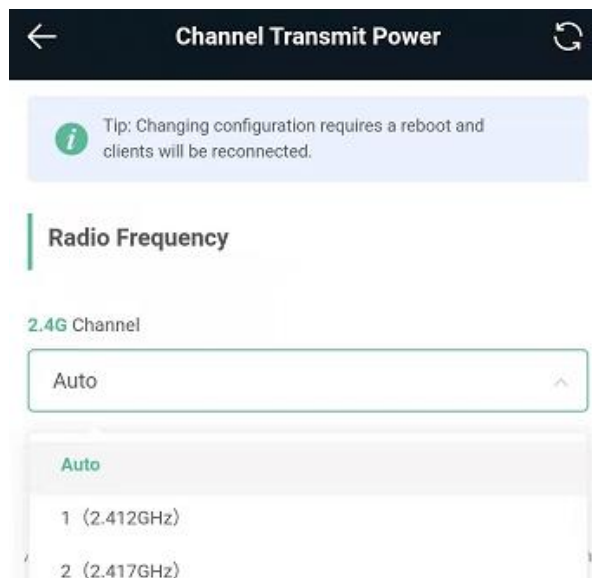 Channel Transmit Power
Tip: Changing configuration requires a reboot and
clients will be reconnected.
Radio Frequency
2.4G Channel
Auto
Auto
1（2.412GHz）
2（2.417GHz）